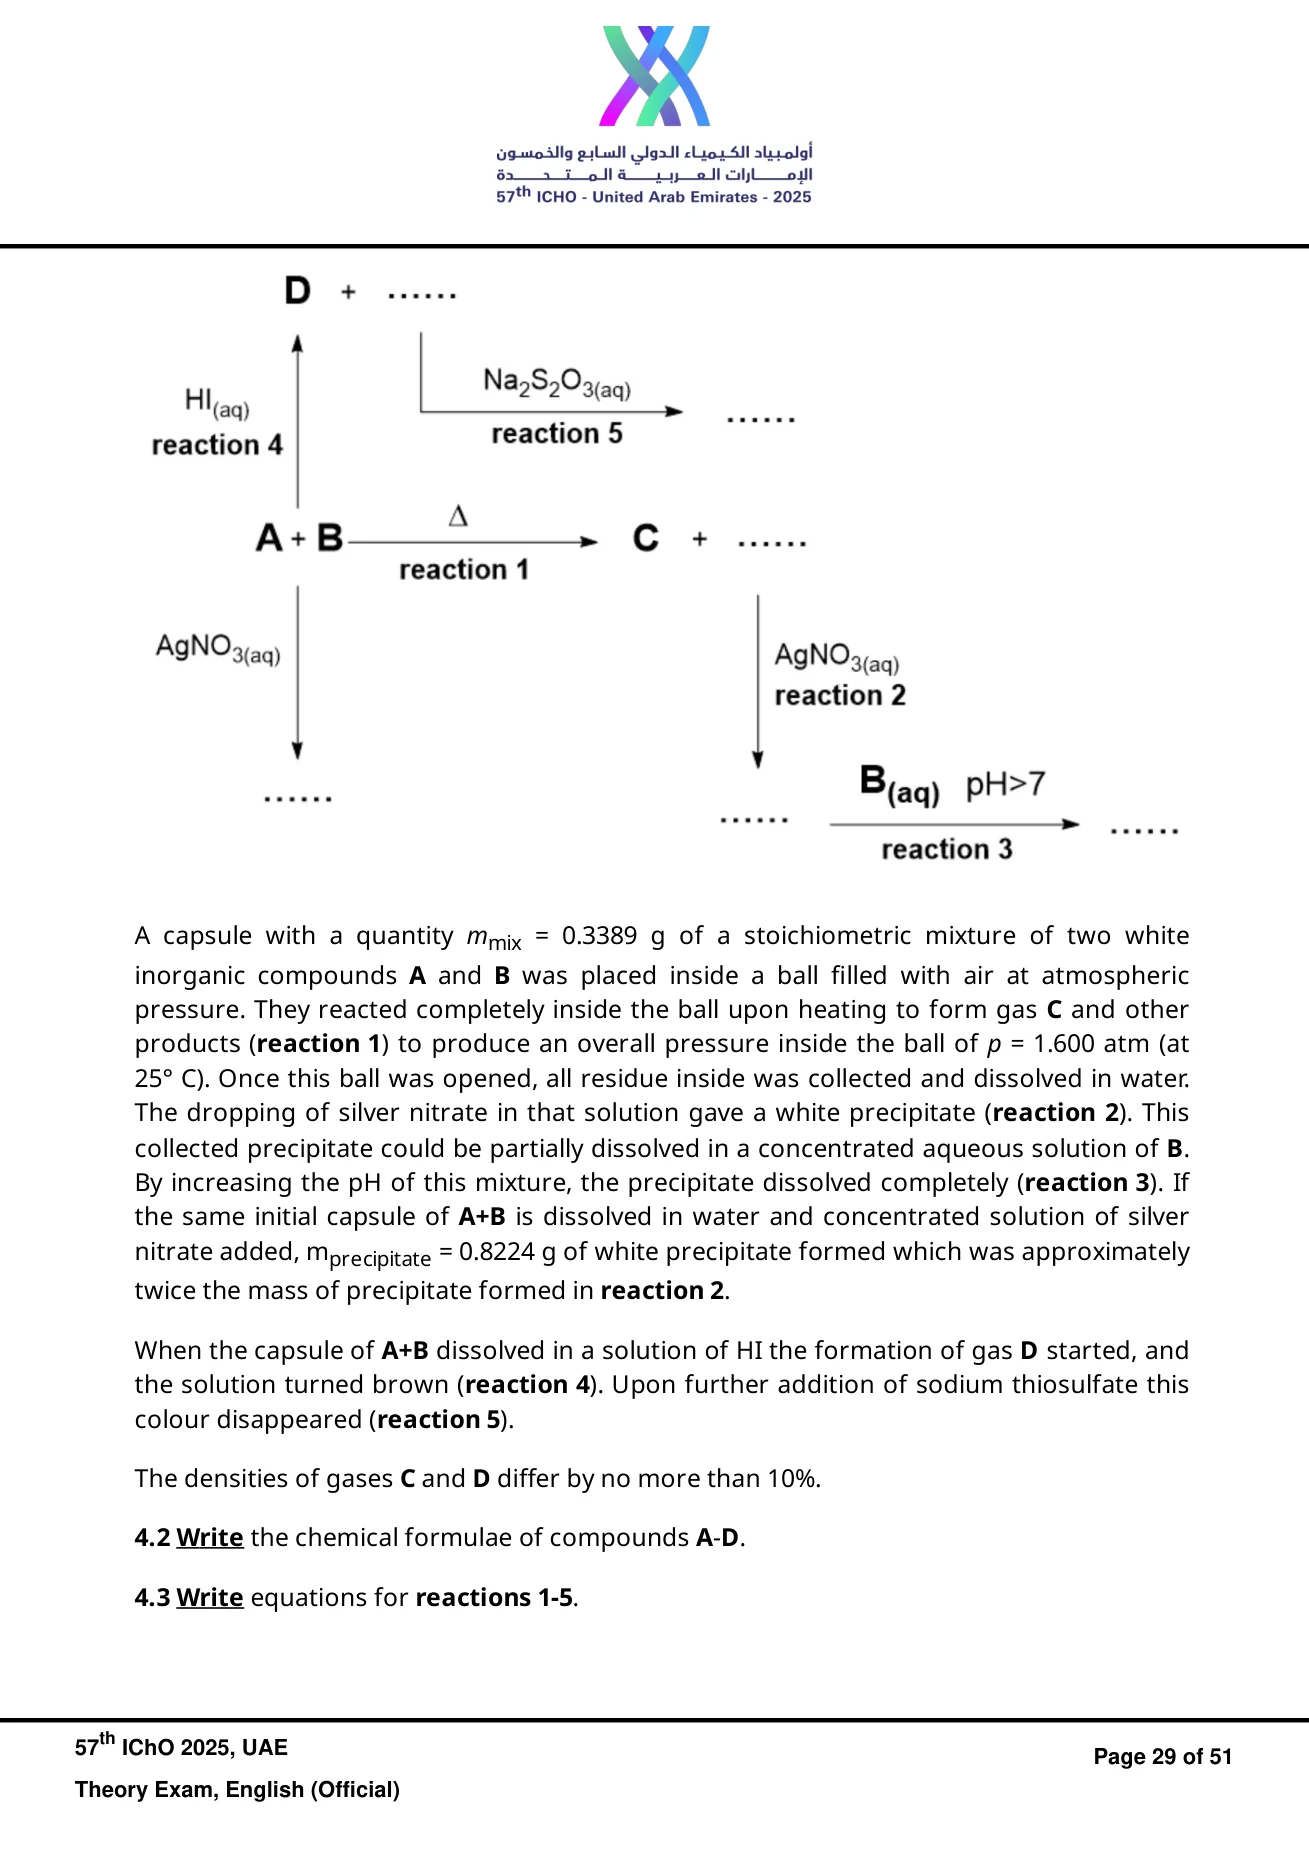 أولمبياد الكيمياء الدولي السابع والخمسون
الإمـــارات العــربــيــة المــتــحــدة
57th ICHO - United Arab Emirates - 2025
D + ......
Na2S2O3(aq)
HI(aq)
reaction 4
reaction 5
......
Δ
A + B
C + ......
reaction 1
AgNO3(aq)
AgNO3(aq)
reaction 2
......
B(aq) pH>7
......
......
reaction 3
A capsule with a quantity mmix = 0.3389 g of a stoichiometric mixture of two white
inorganic compounds A and B was placed inside a ball filled with air at atmospheric
pressure. They reacted completely inside the ball upon heating to form gas C and other
products (reaction 1) to produce an overall pressure inside the ball of p = 1.600 atm (at
25° C). Once this ball was opened, all residue inside was collected and dissolved in water.
The dropping of silver nitrate in that solution gave a white precipitate (reaction 2). This
collected precipitate could be partially dissolved in a concentrated aqueous solution of B.
By increasing the pH of this mixture, the precipitate dissolved completely (reaction 3). If
the same initial capsule of A+B is dissolved in water and concentrated solution of silver
nitrate added, mprecipitate = 0.8224 g of white precipitate formed which was approximately
twice the mass of precipitate formed in reaction 2.
When the capsule of A+B dissolved in a solution of HI the formation of gas D started, and
the solution turned brown (reaction 4). Upon further addition of sodium thiosulfate this
colour disappeared (reaction 5).
The densities of gases C and D differ by no more than 10%.
4.2 Write the chemical formulae of compounds A-D.
4.3 Write equations for reactions 1-5.
57th IChO 2025, UAE
Page 29 of 51
Theory Exam, English (Official)